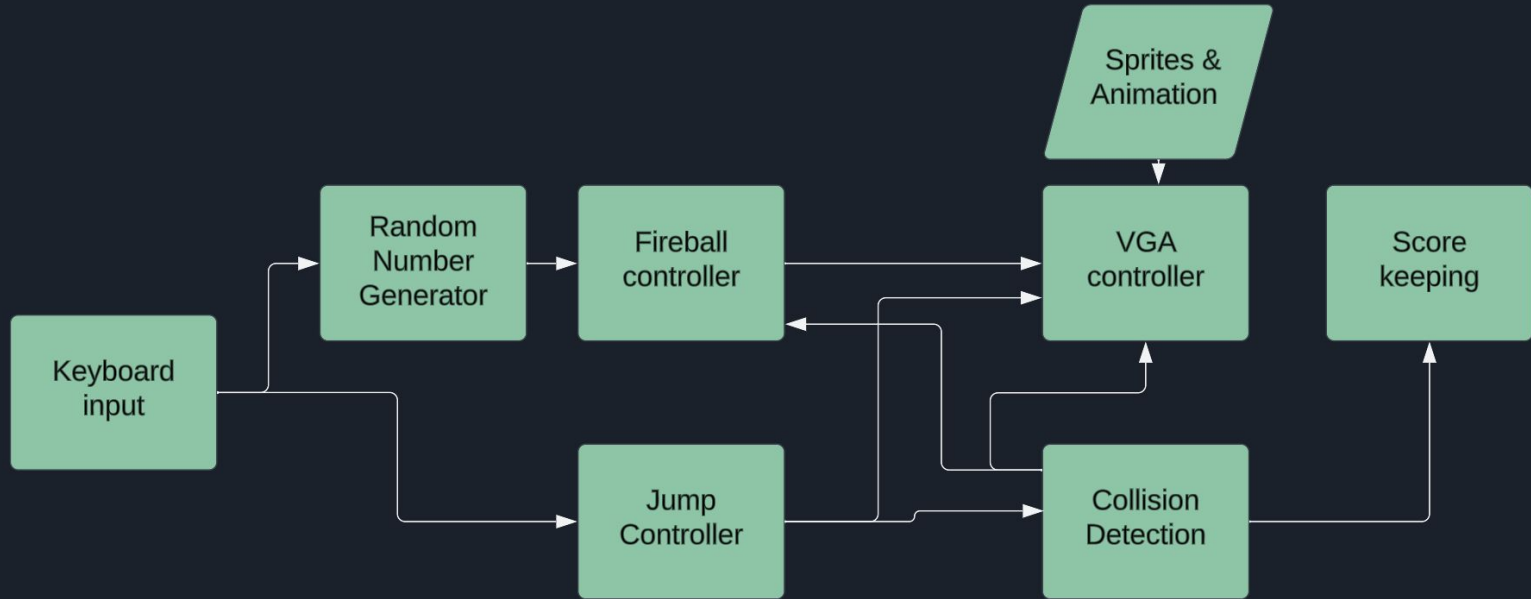 Sprites &
Animation
Random
Number
Generator
Fireball
controller
VGA
controller
Score
keeping
Keyboard
input
Jump
Controller
Collision
Detection